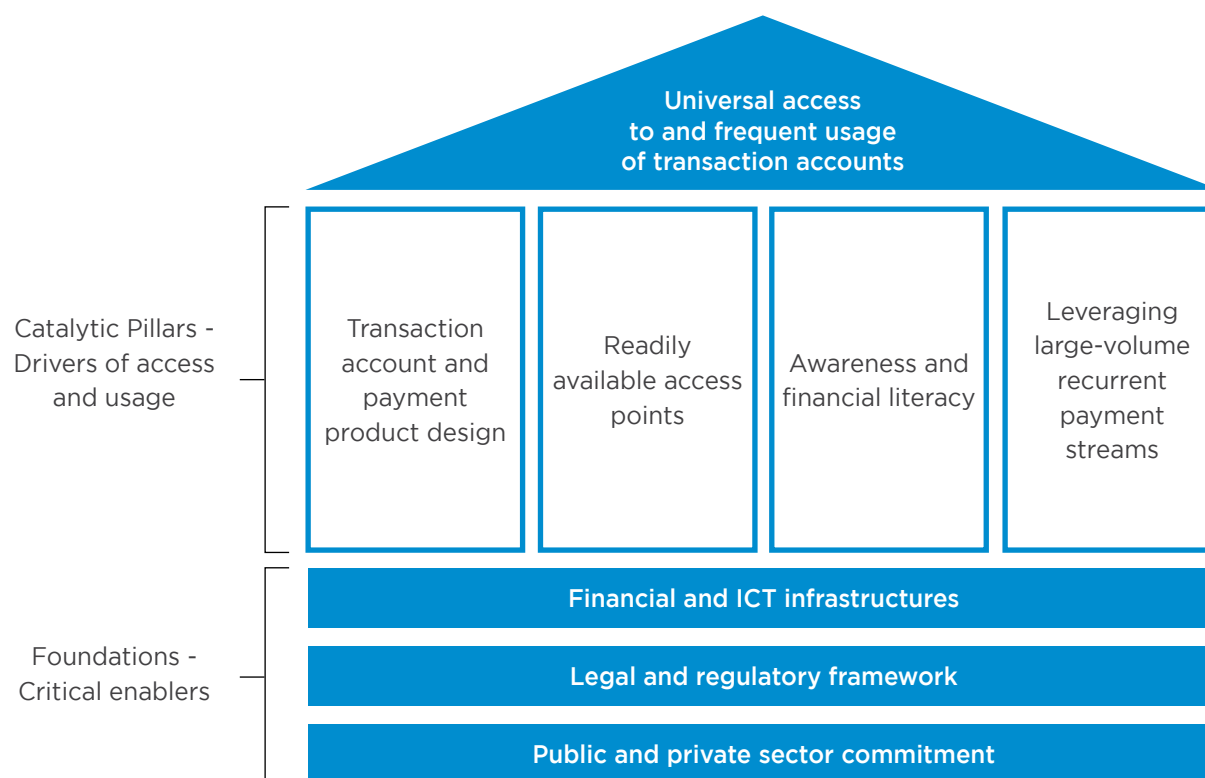 Universal access
to and frequent usage
of transaction accounts
Catalytic Pillars -
Drivers of access
and usage
Transaction
account and
payment
product design
Readily
available access
points
Awareness and
financial literacy
Leveraging
large-volume
recurrent
payment
streams
Foundations -
Critical enablers
Financial and ICT infrastructures
Legal and regulatory framework
Public and private sector commitment